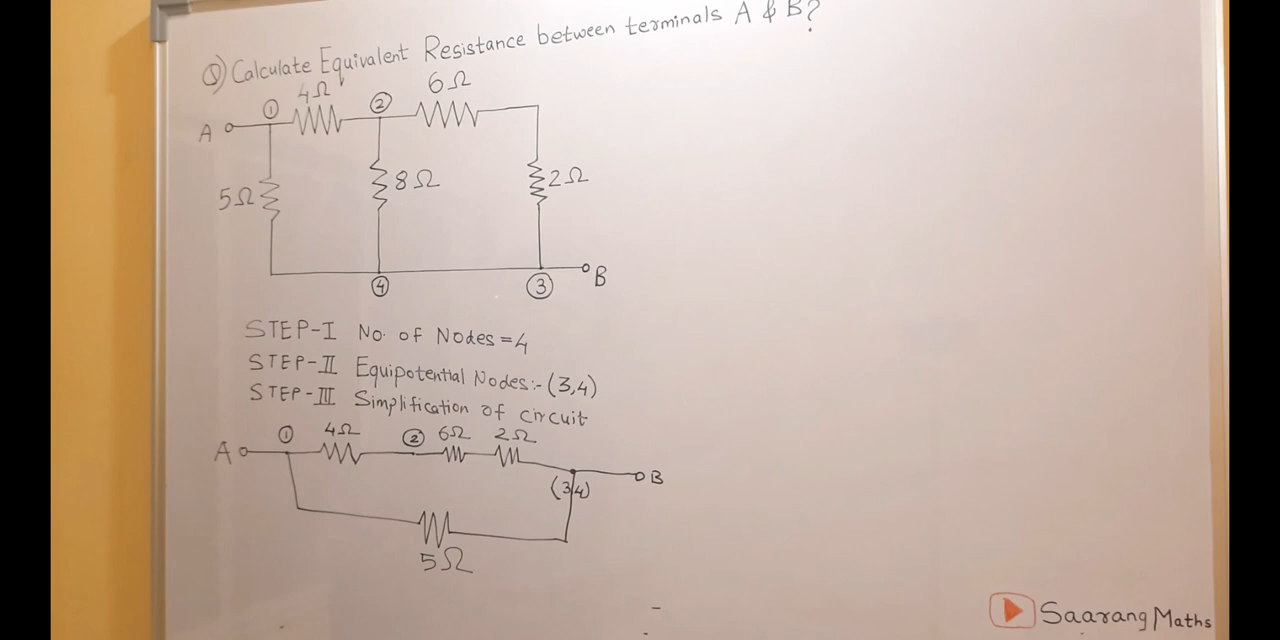 ① Calculate Equivalent Resistance between terminals A & B?
4Ω
6Ω
① ②
A
5Ω 8Ω 2Ω
B
④ ③
STEP-I No. of Nodes = 4
STEP-II Equipotential Nodes:- (3,4)
STEP-III Simplification of circuit
① 4Ω ② 6Ω 2Ω
A B
(3,4)
5Ω
Saarang Maths